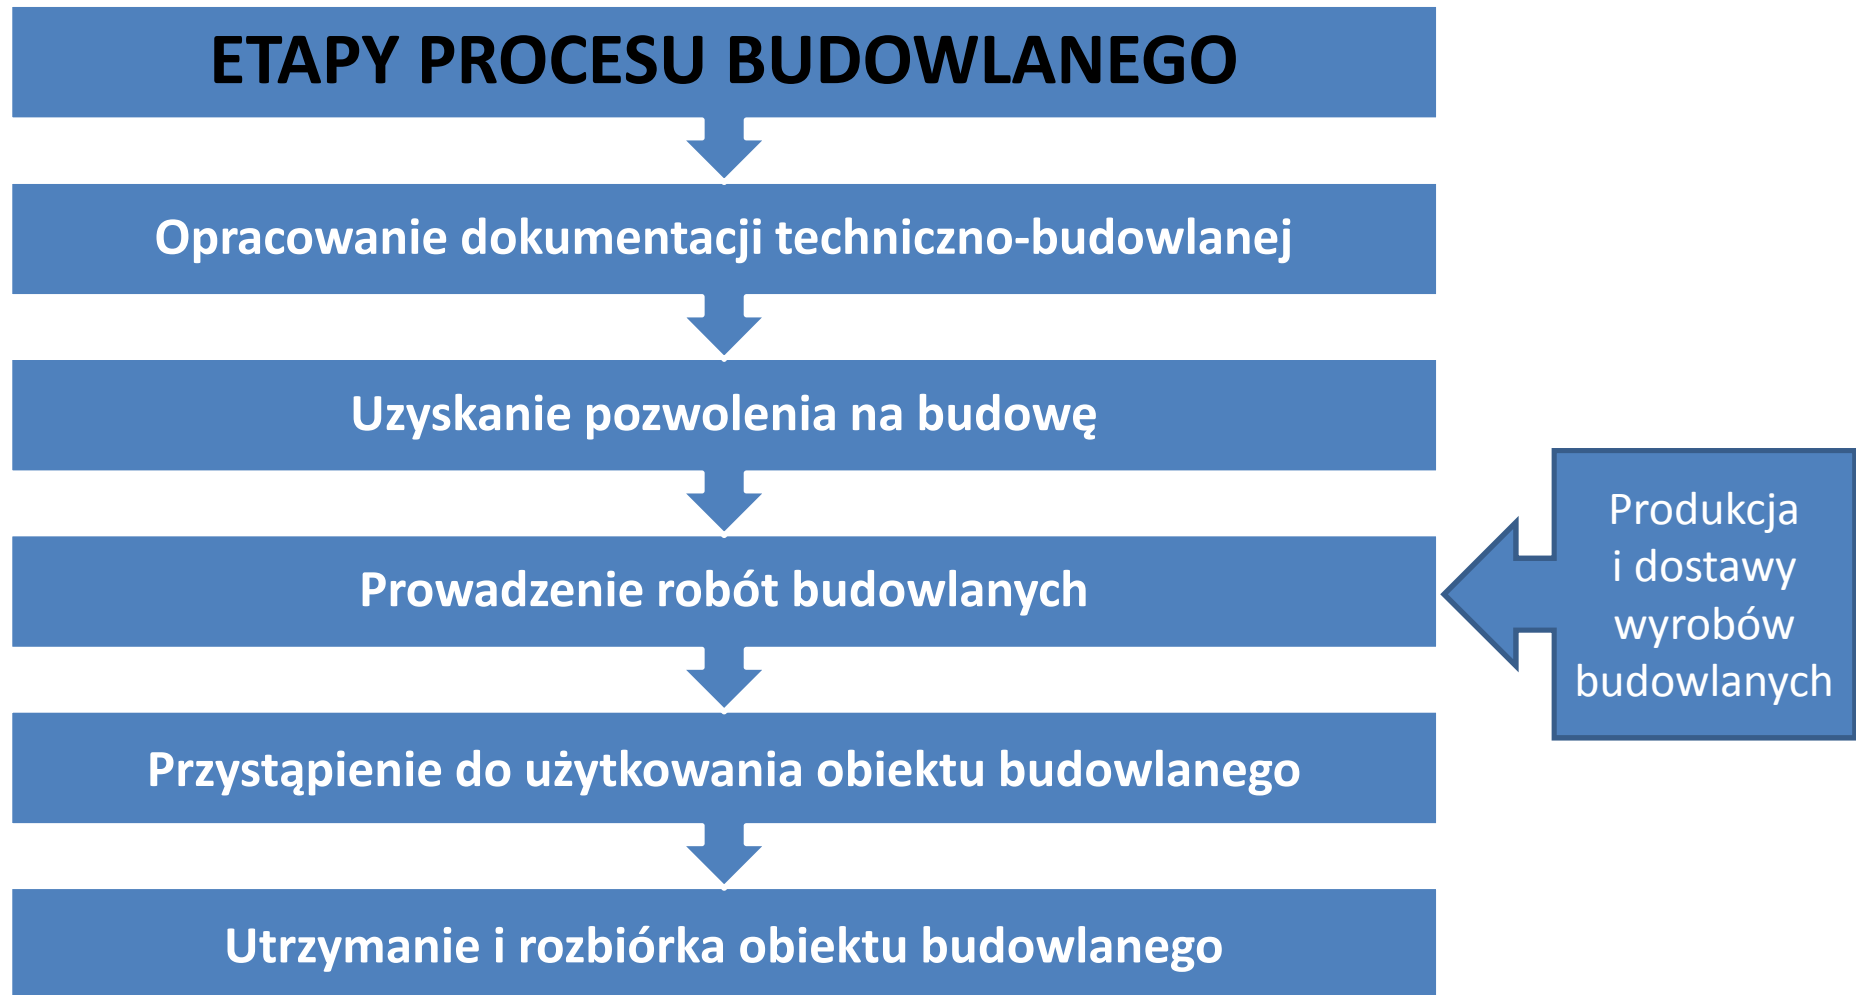 ETAPY PROCESU BUDOWLANEGO
Opracowanie dokumentacji techniczno-budowlanej
Uzyskanie pozwolenia na budowę
Prowadzenie robót budowlanych
Produkcja
i dostawy
wyrobów
budowlanych
Przystąpienie do użytkowania obiektu budowlanego
Utrzymanie i rozbiórka obiektu budowlanego